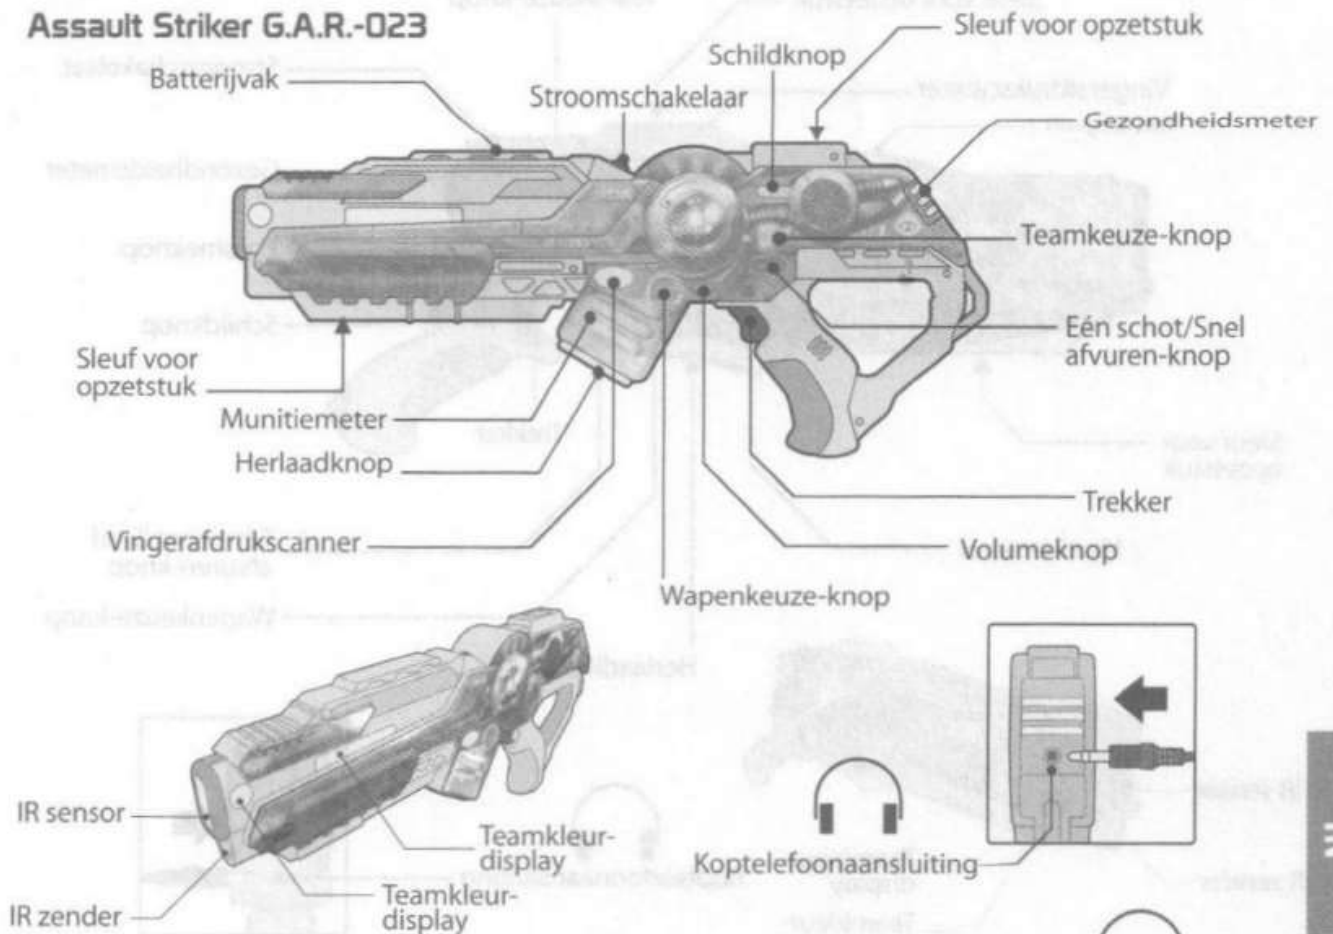 Assault Striker G.A.R.-023
Sleuf voor opzetstuk
Schildknop
Batterijvak
Stroomschakelaar
Gezondheidsmeter
Teamkeuze-knop
Eén schot/Snel
afvuren-knop
Sleuf voor
opzetstuk
Munitiemeter
Herlaadknop
Trekker
Vingerafdrukscanner
Volumeknop
Wapenkeuze-knop
IR sensor
Teamkleur-
display
Koptelefoonaansluiting
Teamkleur-
display
IR zender